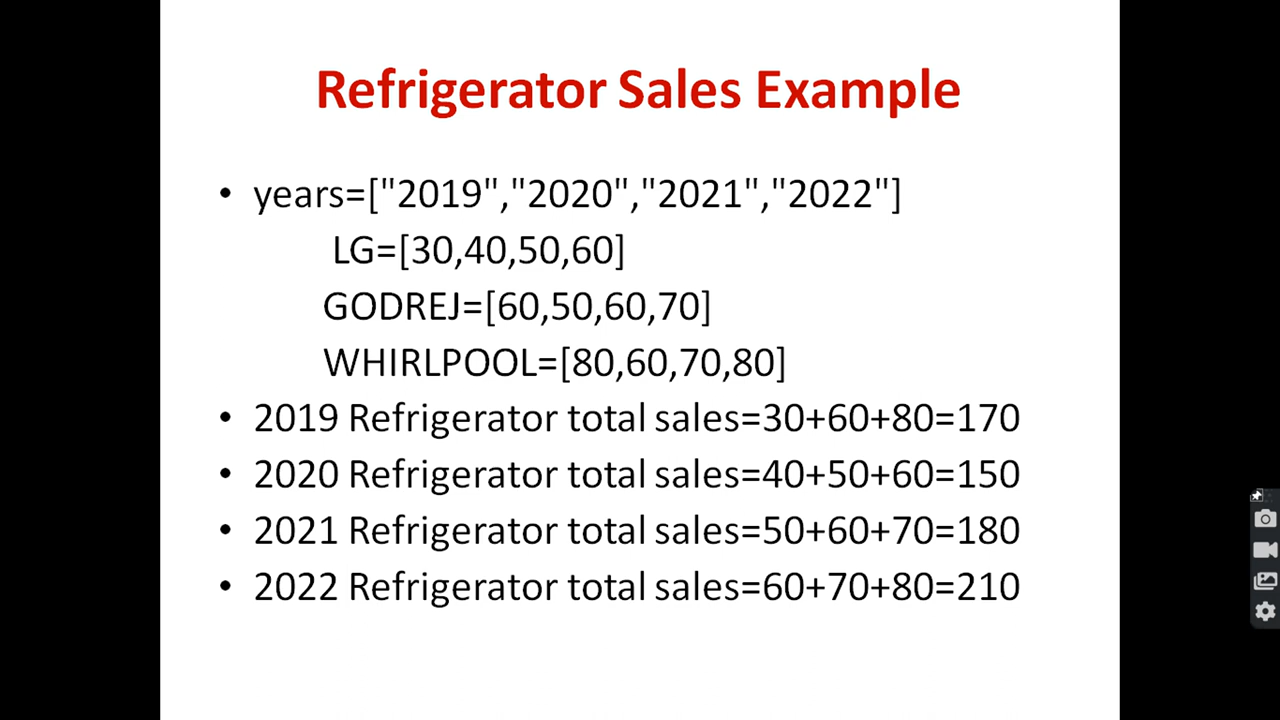 Refrigerator Sales Example
• years=["2019","2020","2021","2022"]
LG=[30,40,50,60]
GODREJ=[60,50,60,70]
WHIRLPOOL=[80,60,70,80]
• 2019 Refrigerator total sales=30+60+80=170
• 2020 Refrigerator total sales=40+50+60=150
• 2021 Refrigerator total sales=50+60+70=180
• 2022 Refrigerator total sales=60+70+80=210